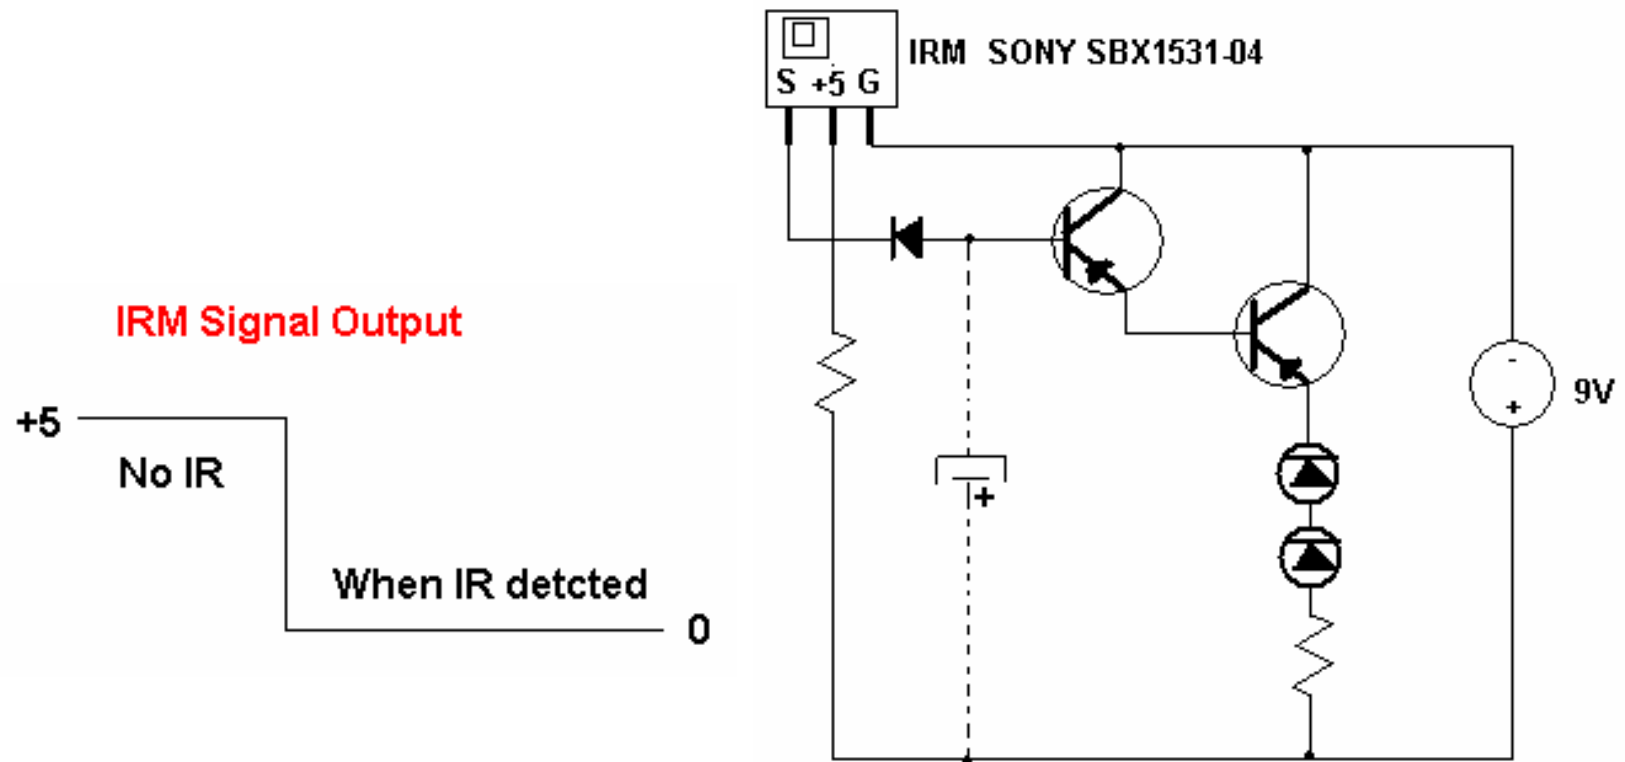 IRM Signal Output
+5
No IR
When IR detcted
0
IRM SONY SBX1531-04
S +5 G
+
-
+
9V